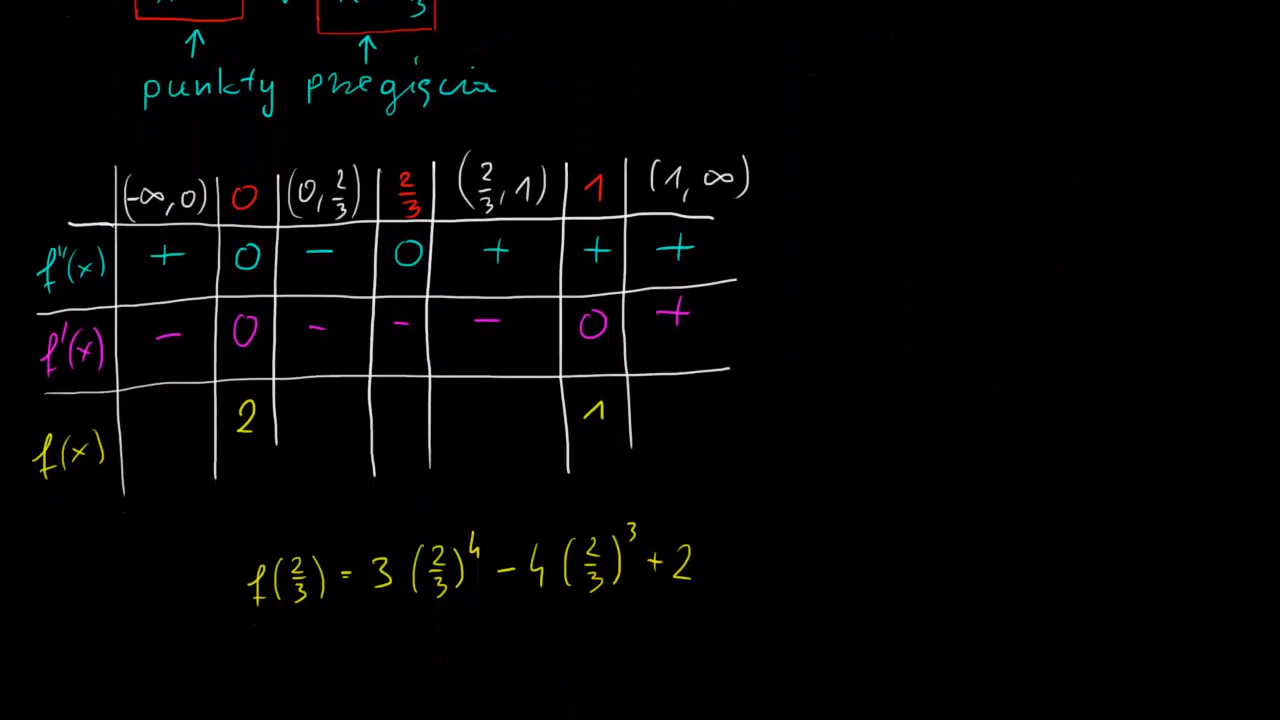 3
punkty przegięcia
(-∞, 0) 0 (0, 2/3) 2/3 (2/3, 1) 1 (1, ∞)
f''(x) + 0 - 0 + + +
f'(x) - 0 - - - 0 +
f(x) 2 1
f(2/3) = 3 (2/3)^4 - 4 (2/3)^3 + 2